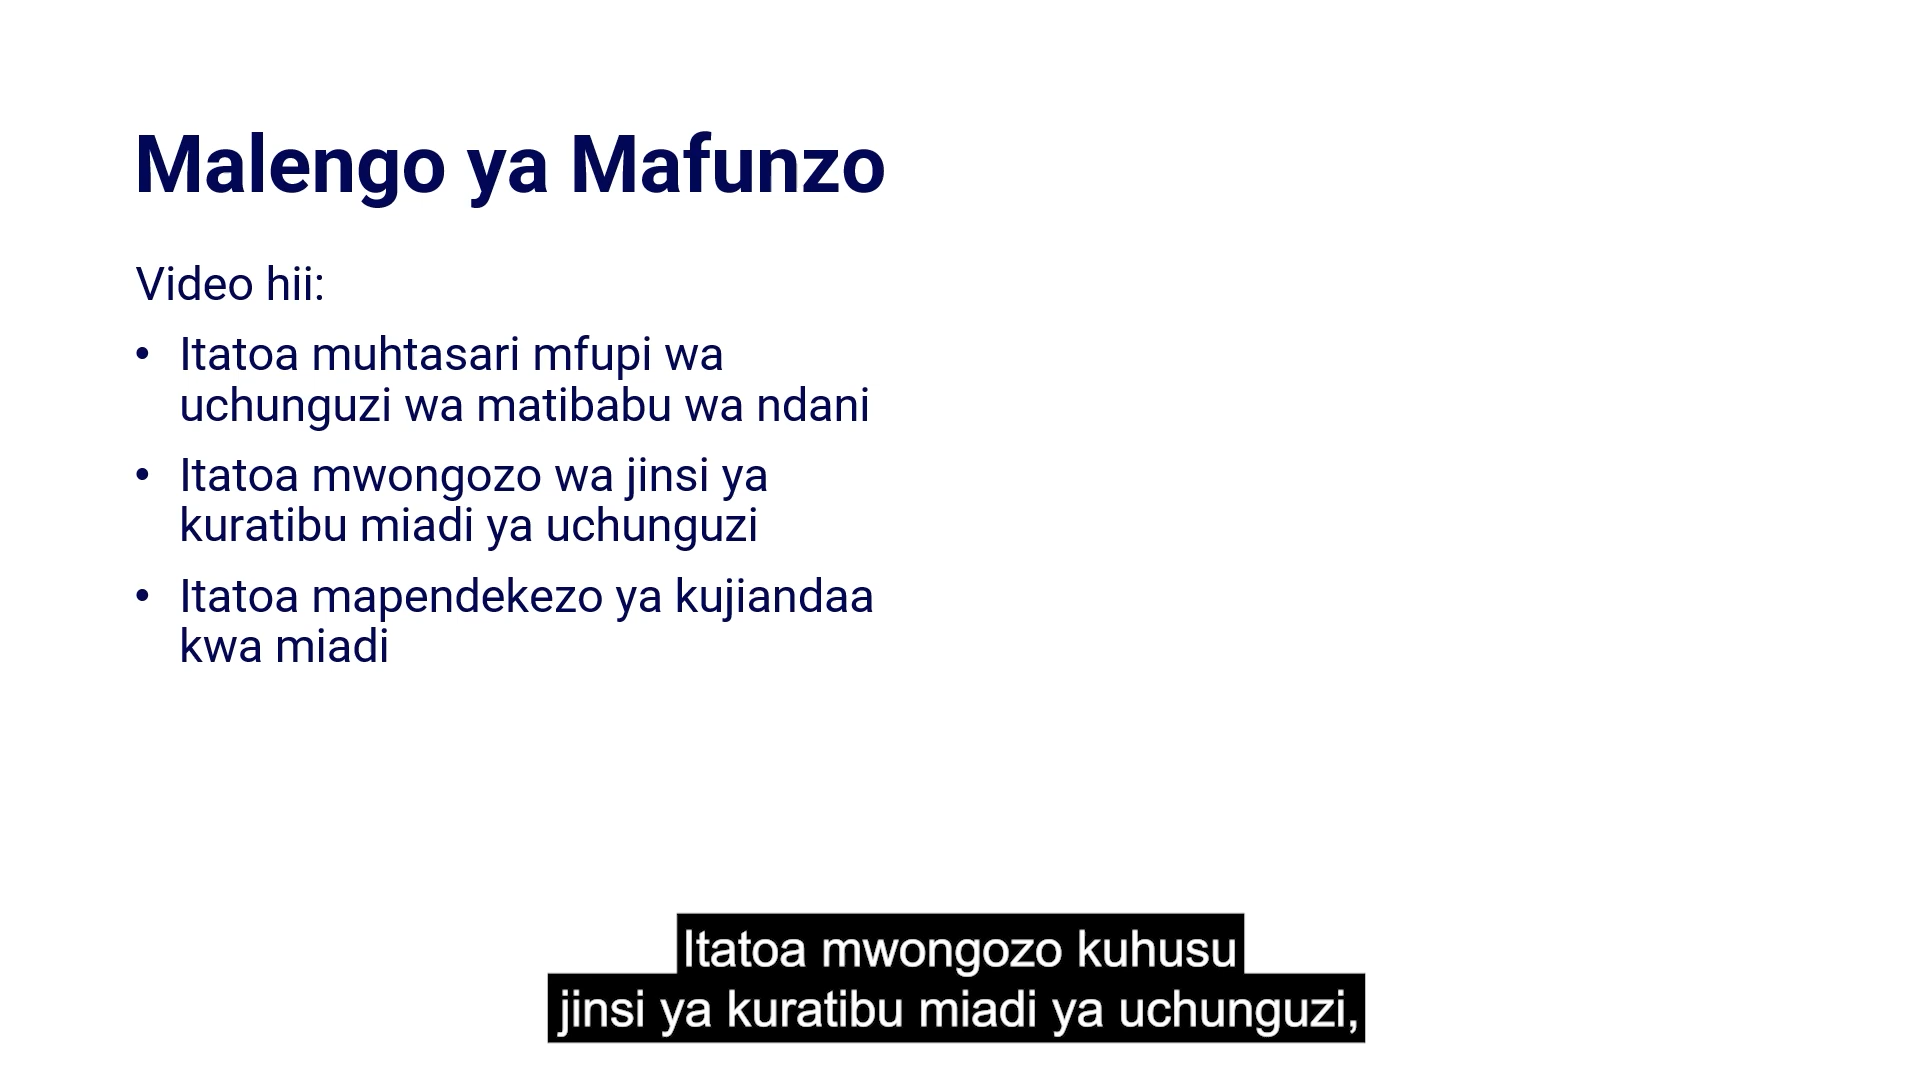 Malengo ya Mafunzo
Video hii:
• Itatoa muhtasari mfupi wa
uchunguzi wa matibabu wa ndani
• Itatoa mwongozo wa jinsi ya
kuratibu miadi ya uchunguzi
• Itatoa mapendekezo ya kujiandaa
kwa miadi
Itatoa mwongozo kuhusu
jinsi ya kuratibu miadi ya uchunguzi,